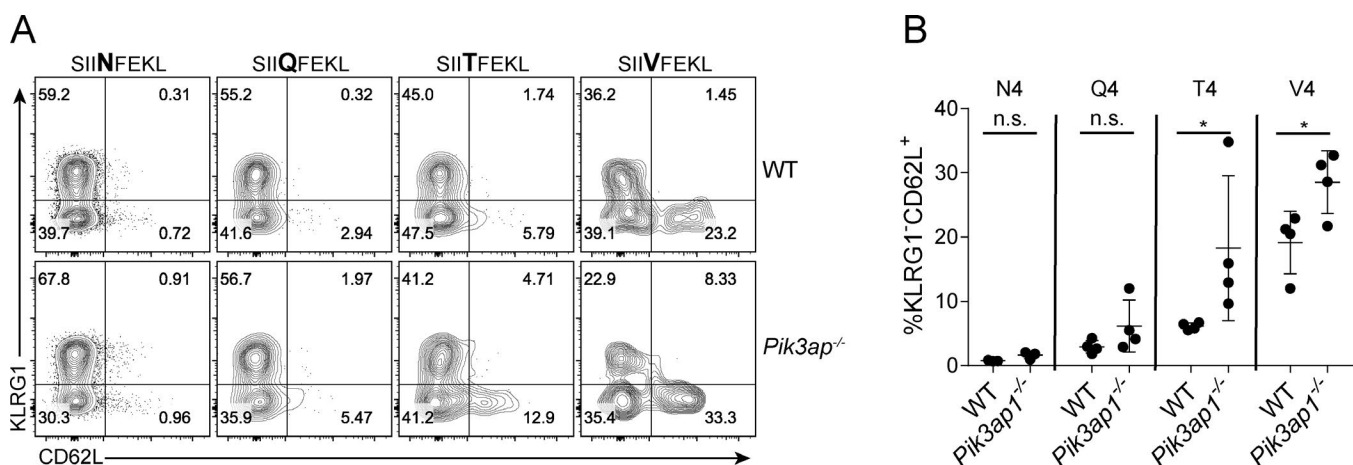 A
SIINFEKL SIIQFEKL SIITFEKL SIIVFEKL
59.2 0.31 55.2 0.32 45.0 1.74 36.2 1.45
WT
39.7 0.72 41.6 2.94 47.5 5.79 39.1 23.2
67.8 0.91 56.7 1.97 41.2 4.71 22.9 8.33
Pik3ap-/-
30.3 0.96 35.9 5.47 41.2 12.9 35.4 33.3
KLRG1
CD62L
B
N4 Q4 T4 V4
n.s. n.s. * *
%KLRG1-CD62L+
40
30
20
10
0
WT Pik3ap1-/- WT Pik3ap1-/- WT Pik3ap1-/- WT Pik3ap1-/-